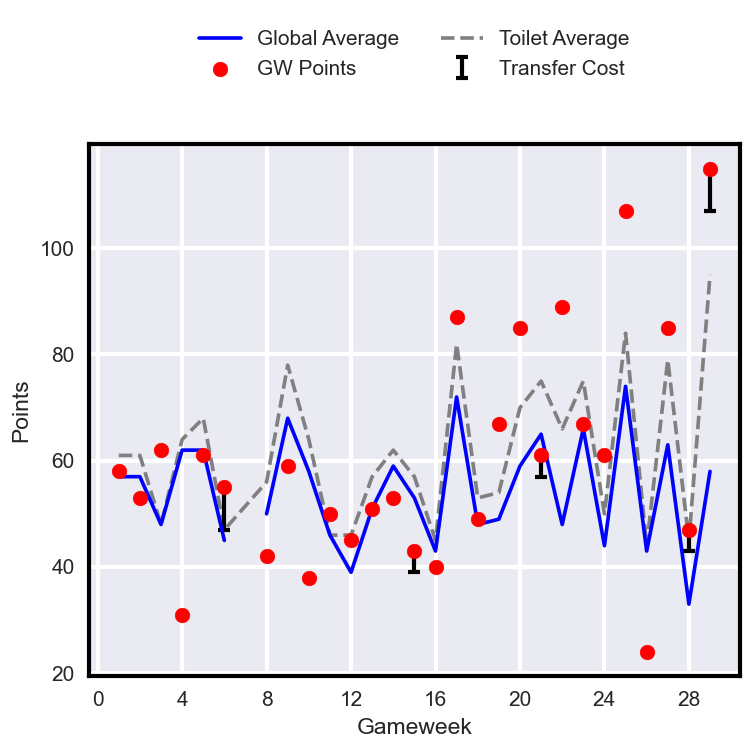 Global Average
Toilet Average
GW Points
Transfer Cost
100
80
60
40
20
Points
0 4 8 12 16 20 24 28
Gameweek